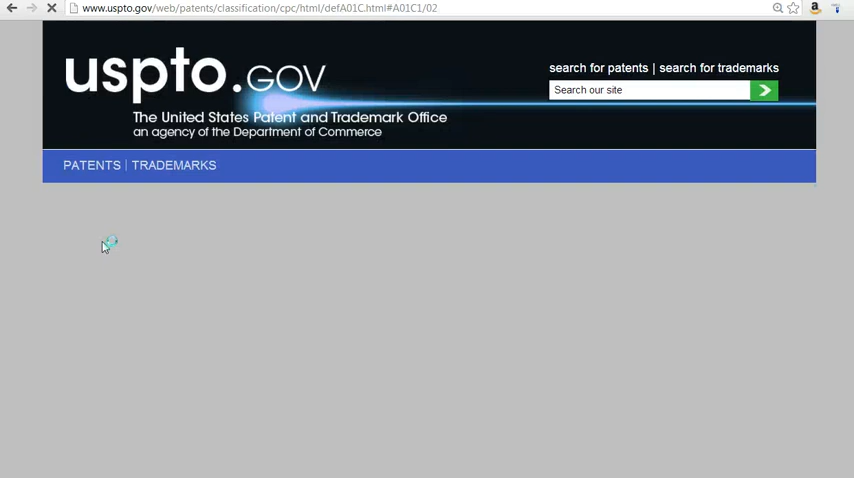 www.uspto.gov/web/patents/classification/cpc/html/defA01C.html#A01C1/02
uspto.GOV
search for patents | search for trademarks
Search our site
The United States Patent and Trademark Office
an agency of the Department of Commerce
PATENTS | TRADEMARKS